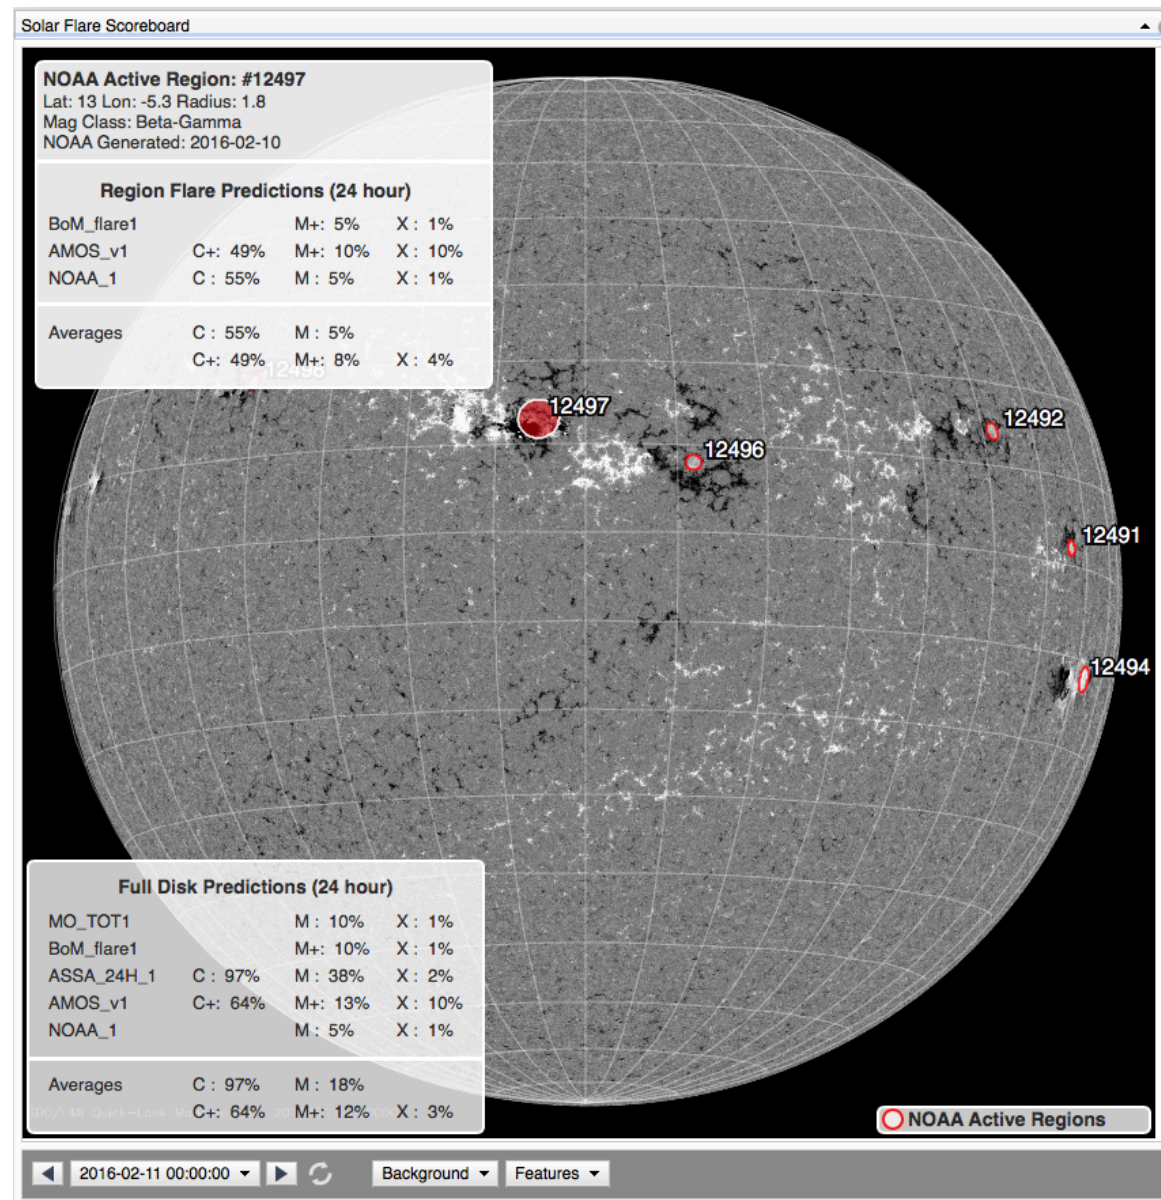 Solar Flare Scoreboard
NOAA Active Region: #12497
Lat: 13 Lon: -5.3 Radius: 1.8
Mag Class: Beta-Gamma
NOAA Generated: 2016-02-10
Region Flare Predictions (24 hour)
BoM_flare1 M+: 5% X : 1%
AMOS_v1 C+: 49% M+: 10% X : 10%
NOAA_1 C : 55% M : 5% X : 1%
Averages C : 55% M : 5%
C+: 49% M+: 8% X : 4%
12497
12492
12496
12491
12494
Full Disk Predictions (24 hour)
MO_TOT1 M : 10% X : 1%
BoM_flare1 M+: 10% X : 1%
ASSA_24H_1 C : 97% M : 38% X : 2%
AMOS_v1 C+: 64% M+: 13% X : 10%
NOAA_1 M : 5% X : 1%
Averages C : 97% M : 18%
C+: 64% M+: 12% X : 3%
NOAA Active Regions
2016-02-11 00:00:00
Background
Features